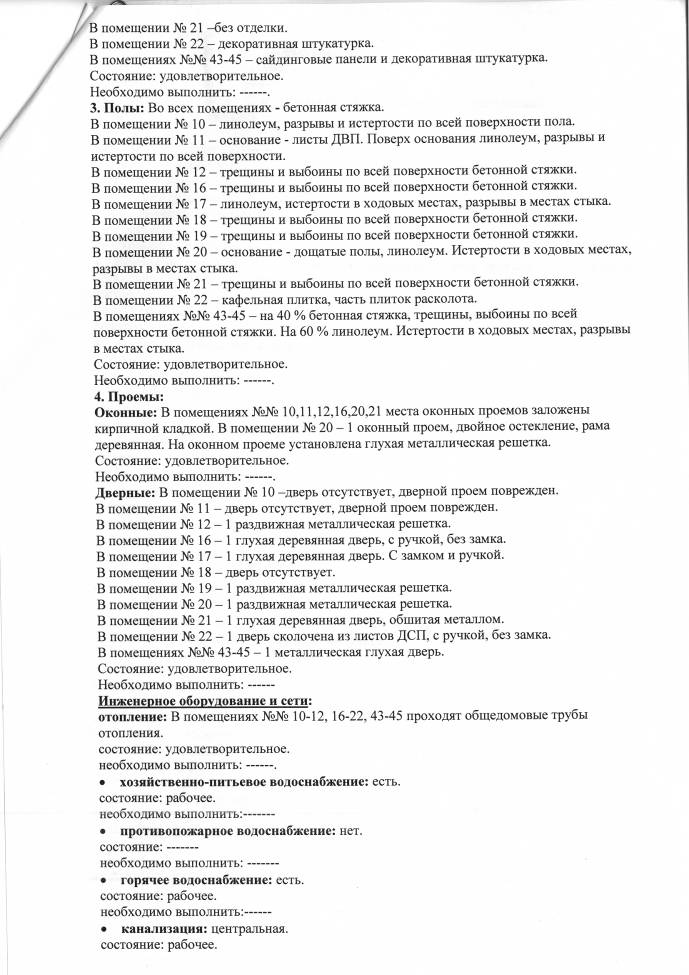 В помещении № 21 –без отделки.
В помещении № 22 – декоративная штукатурка.
В помещениях №№ 43-45 – сайдинговые панели и декоративная штукатурка.
Состояние: удовлетворительное.
Необходимо выполнить: ------.
3. Полы: Во всех помещениях - бетонная стяжка.
В помещении № 10 – линолеум, разрывы и истертости по всей поверхности пола.
В помещении № 11 – основание - листы ДВП. Поверх основания линолеум, разрывы и
истертости по всей поверхности.
В помещении № 12 – трещины и выбоины по всей поверхности бетонной стяжки.
В помещении № 16 – трещины и выбоины по всей поверхности бетонной стяжки.
В помещении № 17 – линолеум, истертости в ходовых местах, разрывы в местах стыка.
В помещении № 18 – трещины и выбоины по всей поверхности бетонной стяжки.
В помещении № 19 – трещины и выбоины по всей поверхности бетонной стяжки.
В помещении № 20 – основание - дощатые полы, линолеум. Истертости в ходовых местах,
разрывы в местах стыка.
В помещении № 21 – трещины и выбоины по всей поверхности бетонной стяжки.
В помещении № 22 – кафельная плитка, часть плиток расколота.
В помещениях №№ 43-45 – на 40 % бетонная стяжка, трещины, выбоины по всей
поверхности бетонной стяжки. На 60 % линолеум. Истертости в ходовых местах, разрывы
в местах стыка.
Состояние: удовлетворительное.
Необходимо выполнить: ------.
4. Проемы:
Оконные: В помещениях №№ 10,11,12,16,20,21 места оконных проемов заложены
кирпичной кладкой. В помещении № 20 – 1 оконный проем, двойное остекление, рама
деревянная. На оконном проеме установлена глухая металлическая решетка.
Состояние: удовлетворительное.
Необходимо выполнить: ------.
Дверные: В помещении № 10 –дверь отсутствует, дверной проем поврежден.
В помещении № 11 – дверь отсутствует, дверной проем поврежден.
В помещении № 12 – 1 раздвижная металлическая решетка.
В помещении № 16 – 1 глухая деревянная дверь, с ручкой, без замка.
В помещении № 17 – 1 глухая деревянная дверь. С замком и ручкой.
В помещении № 18 – дверь отсутствует.
В помещении № 19 – 1 раздвижная металлическая решетка.
В помещении № 20 – 1 раздвижная металлическая решетка.
В помещении № 21 – 1 глухая деревянная дверь, обшитая металлом.
В помещении № 22 – 1 дверь сколочена из листов ДСП, с ручкой, без замка.
В помещениях №№ 43-45 – 1 металлическая глухая дверь.
Состояние: удовлетворительное.
Необходимо выполнить: ------
Инженерное оборудование и сети:
отопление: В помещениях №№ 10-12, 16-22, 43-45 проходят общедомовые трубы
отопления.
состояние: удовлетворительное.
необходимо выполнить: ------.
• хозяйственно-питьевое водоснабжение: есть.
состояние: рабочее.
необходимо выполнить:-------
• противопожарное водоснабжение: нет.
состояние: -------
необходимо выполнить: -------
• горячее водоснабжение: есть.
состояние: рабочее.
необходимо выполнить:------
• канализация: центральная.
состояние: рабочее.